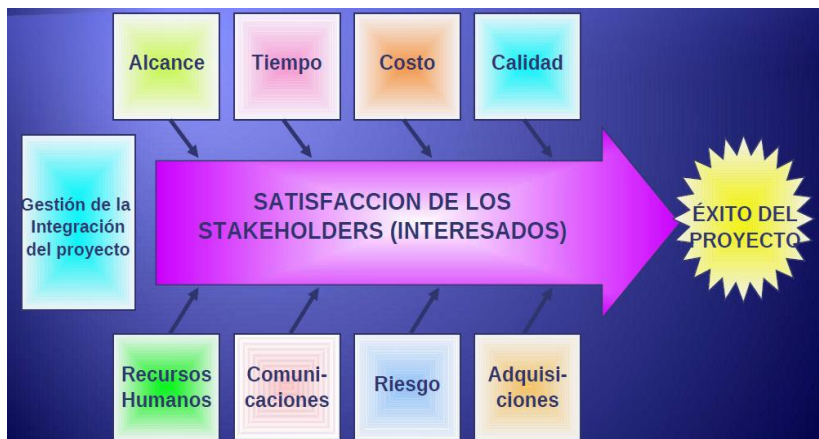 Alcance
Tiempo
Costo
Calidad
Gestión de la
Integración
del proyecto
SATISFACCION DE LOS
STAKEHOLDERS (INTERESADOS)
ÉXITO DEL
PROYECTO
Recursos
Humanos
Comuni-
caciones
Riesgo
Adquisi-
ciones